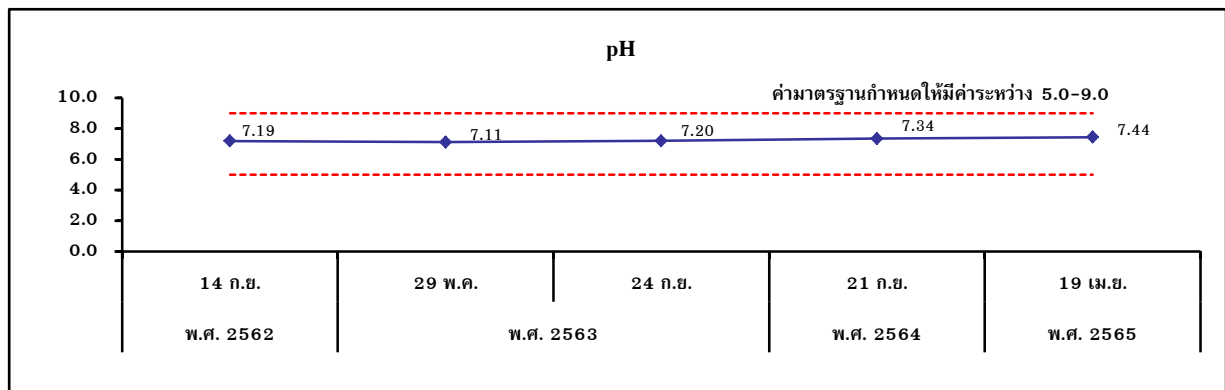 pH
ค่ามาตรฐานกำหนดให้มีค่าระหว่าง 5.0-9.0
10.0
8.0
6.0
4.0
2.0
0.0
7.19
7.11
7.20
7.34
7.44
14 ก.ย.
29 พ.ค.
24 ก.ย.
21 ก.ย.
19 เม.ย.
พ.ศ. 2562
พ.ศ. 2563
พ.ศ. 2564
พ.ศ. 2565